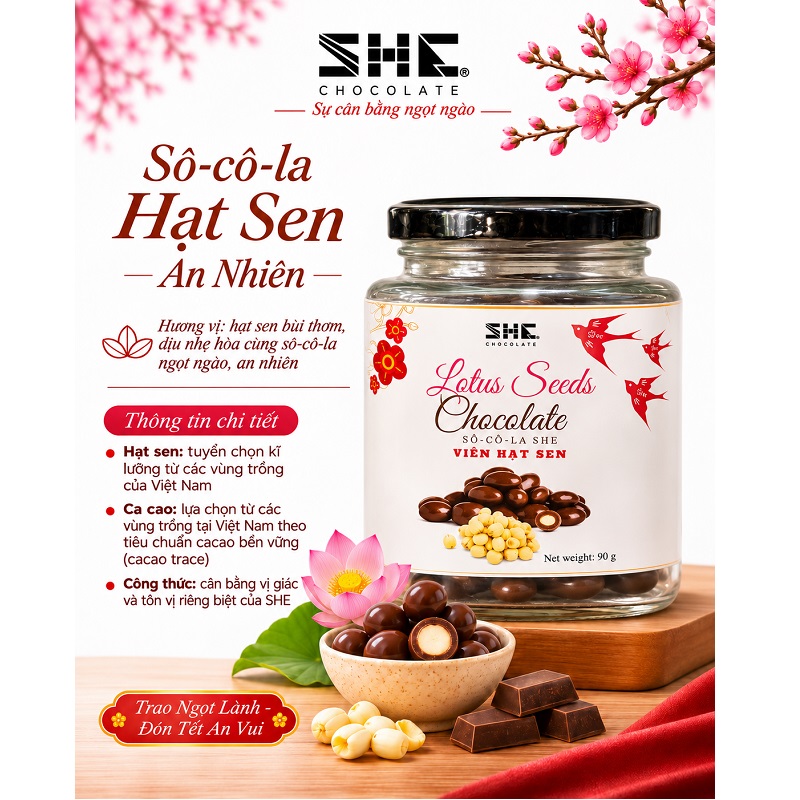 SHE®
CHOCOLATE
Sự cân bằng ngọt ngào
Sô-cô-la
Hạt Sen
An Nhiên
Hương vị: hạt sen bùi thơm,
dịu nhẹ hòa cùng sô-cô-la
ngọt ngào, an nhiên
Thông tin chi tiết
• Hạt sen: tuyển chọn kĩ
lưỡng từ các vùng trồng
của Việt Nam
• Ca cao: lựa chọn từ các
vùng trồng tại Việt Nam theo
tiêu chuẩn cacao bền vững
(cacao trace)
• Công thức: cân bằng vị giác
và tôn vị riêng biệt của SHE
Trao Ngọt Lành -
Đón Tết An Vui
SHE
CHOCOLATE
Lotus Seeds
Chocolate
SÔ-CÔ-LA SHE
VIÊN HẠT SEN
Net weight: 90 g